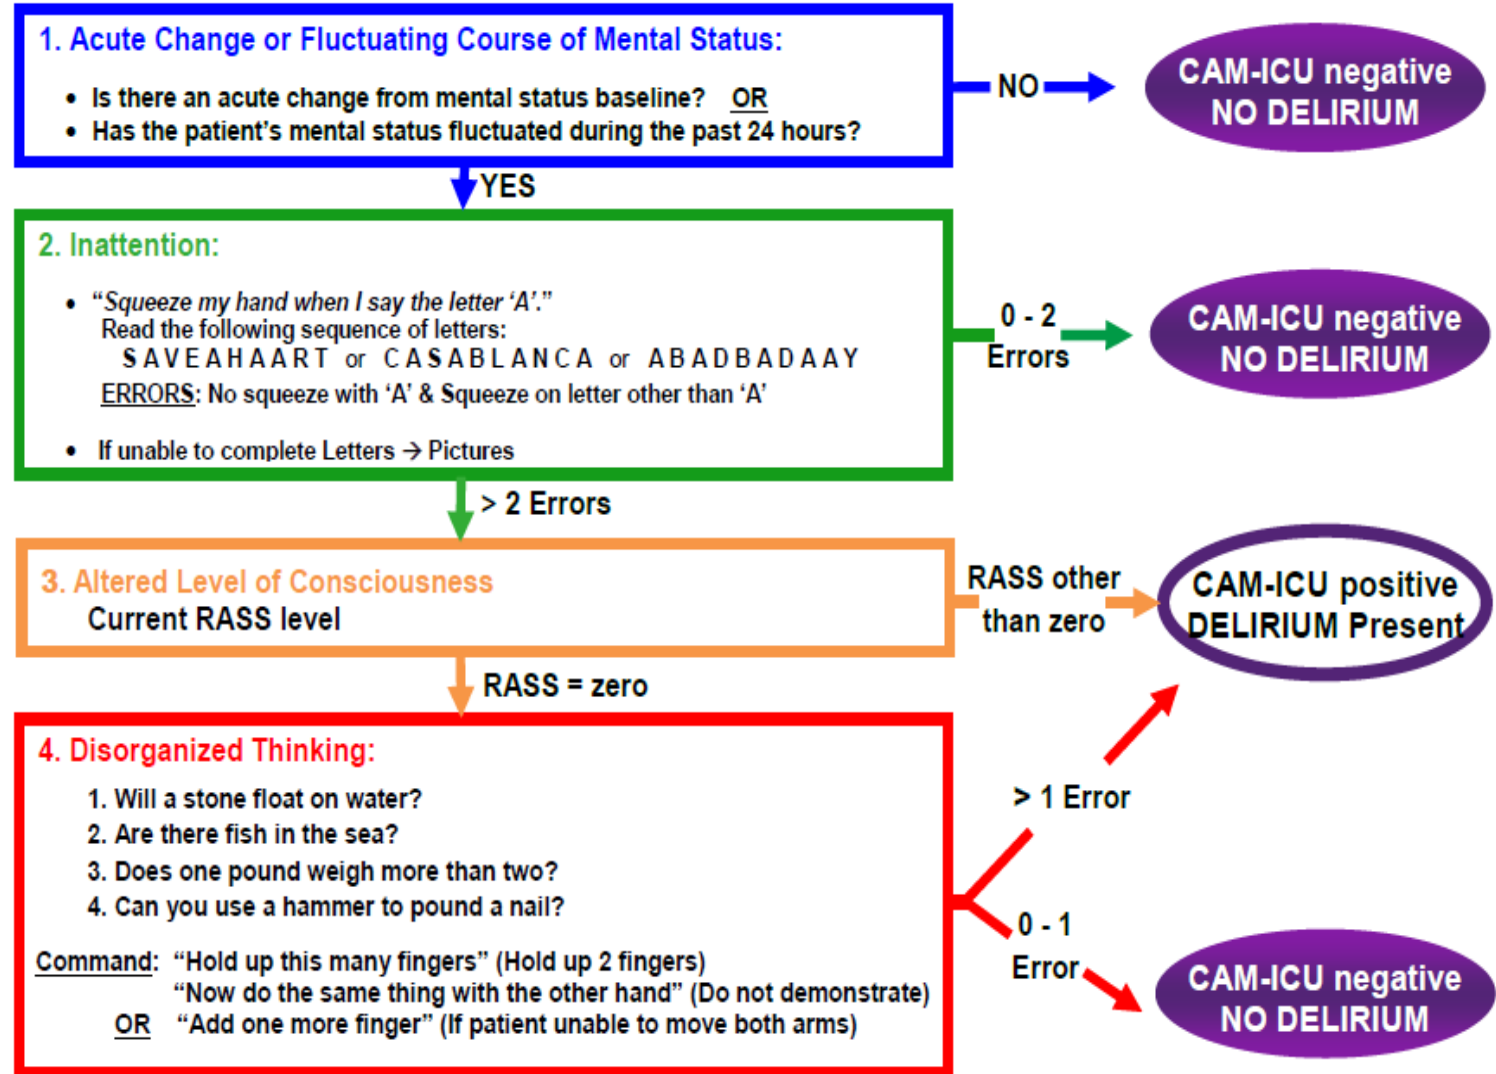 1. Acute Change or Fluctuating Course of Mental Status:
• Is there an acute change from mental status baseline? OR
• Has the patient's mental status fluctuated during the past 24 hours?
NO
CAM-ICU negative
NO DELIRIUM
YES
2. Inattention:
• “Squeeze my hand when I say the letter ‘A’.”
Read the following sequence of letters:
S A V E A H A A R T or C A S A B L A N C A or A B A D B A D A A Y
ERRORS: No squeeze with ‘A’ & Squeeze on letter other than ‘A’
• If unable to complete Letters → Pictures
0 - 2
Errors
CAM-ICU negative
NO DELIRIUM
> 2 Errors
3. Altered Level of Consciousness
Current RASS level
RASS other
than zero
CAM-ICU positive
DELIRIUM Present
RASS = zero
4. Disorganized Thinking:
1. Will a stone float on water?
2. Are there fish in the sea?
3. Does one pound weigh more than two?
4. Can you use a hammer to pound a nail?
Command: “Hold up this many fingers” (Hold up 2 fingers)
“Now do the same thing with the other hand” (Do not demonstrate)
OR “Add one more finger” (If patient unable to move both arms)
> 1 Error
0 - 1
Error
CAM-ICU negative
NO DELIRIUM